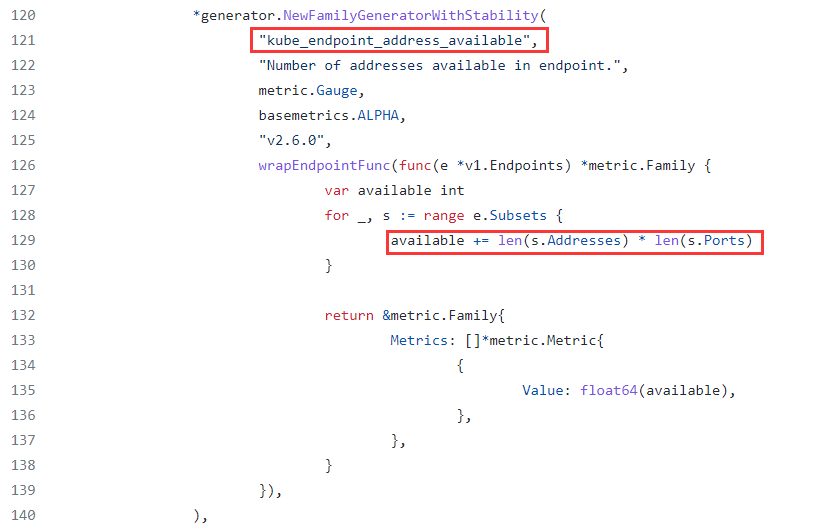 120 *generator.NewFamilyGeneratorWithStability(
121 "kube_endpoint_address_available",
122 "Number of addresses available in endpoint.",
123 metric.Gauge,
124 basemetrics.ALPHA,
125 "v2.6.0",
126 wrapEndpointFunc(func(e *v1.Endpoints) *metric.Family {
127 var available int
128 for _, s := range e.Subsets {
129 available += len(s.Addresses) * len(s.Ports)
130 }
131
132 return &metric.Family{
133 Metrics: []*metric.Metric{
134 {
135 Value: float64(available),
136 },
137 },
138 }
139 }),
140 ),